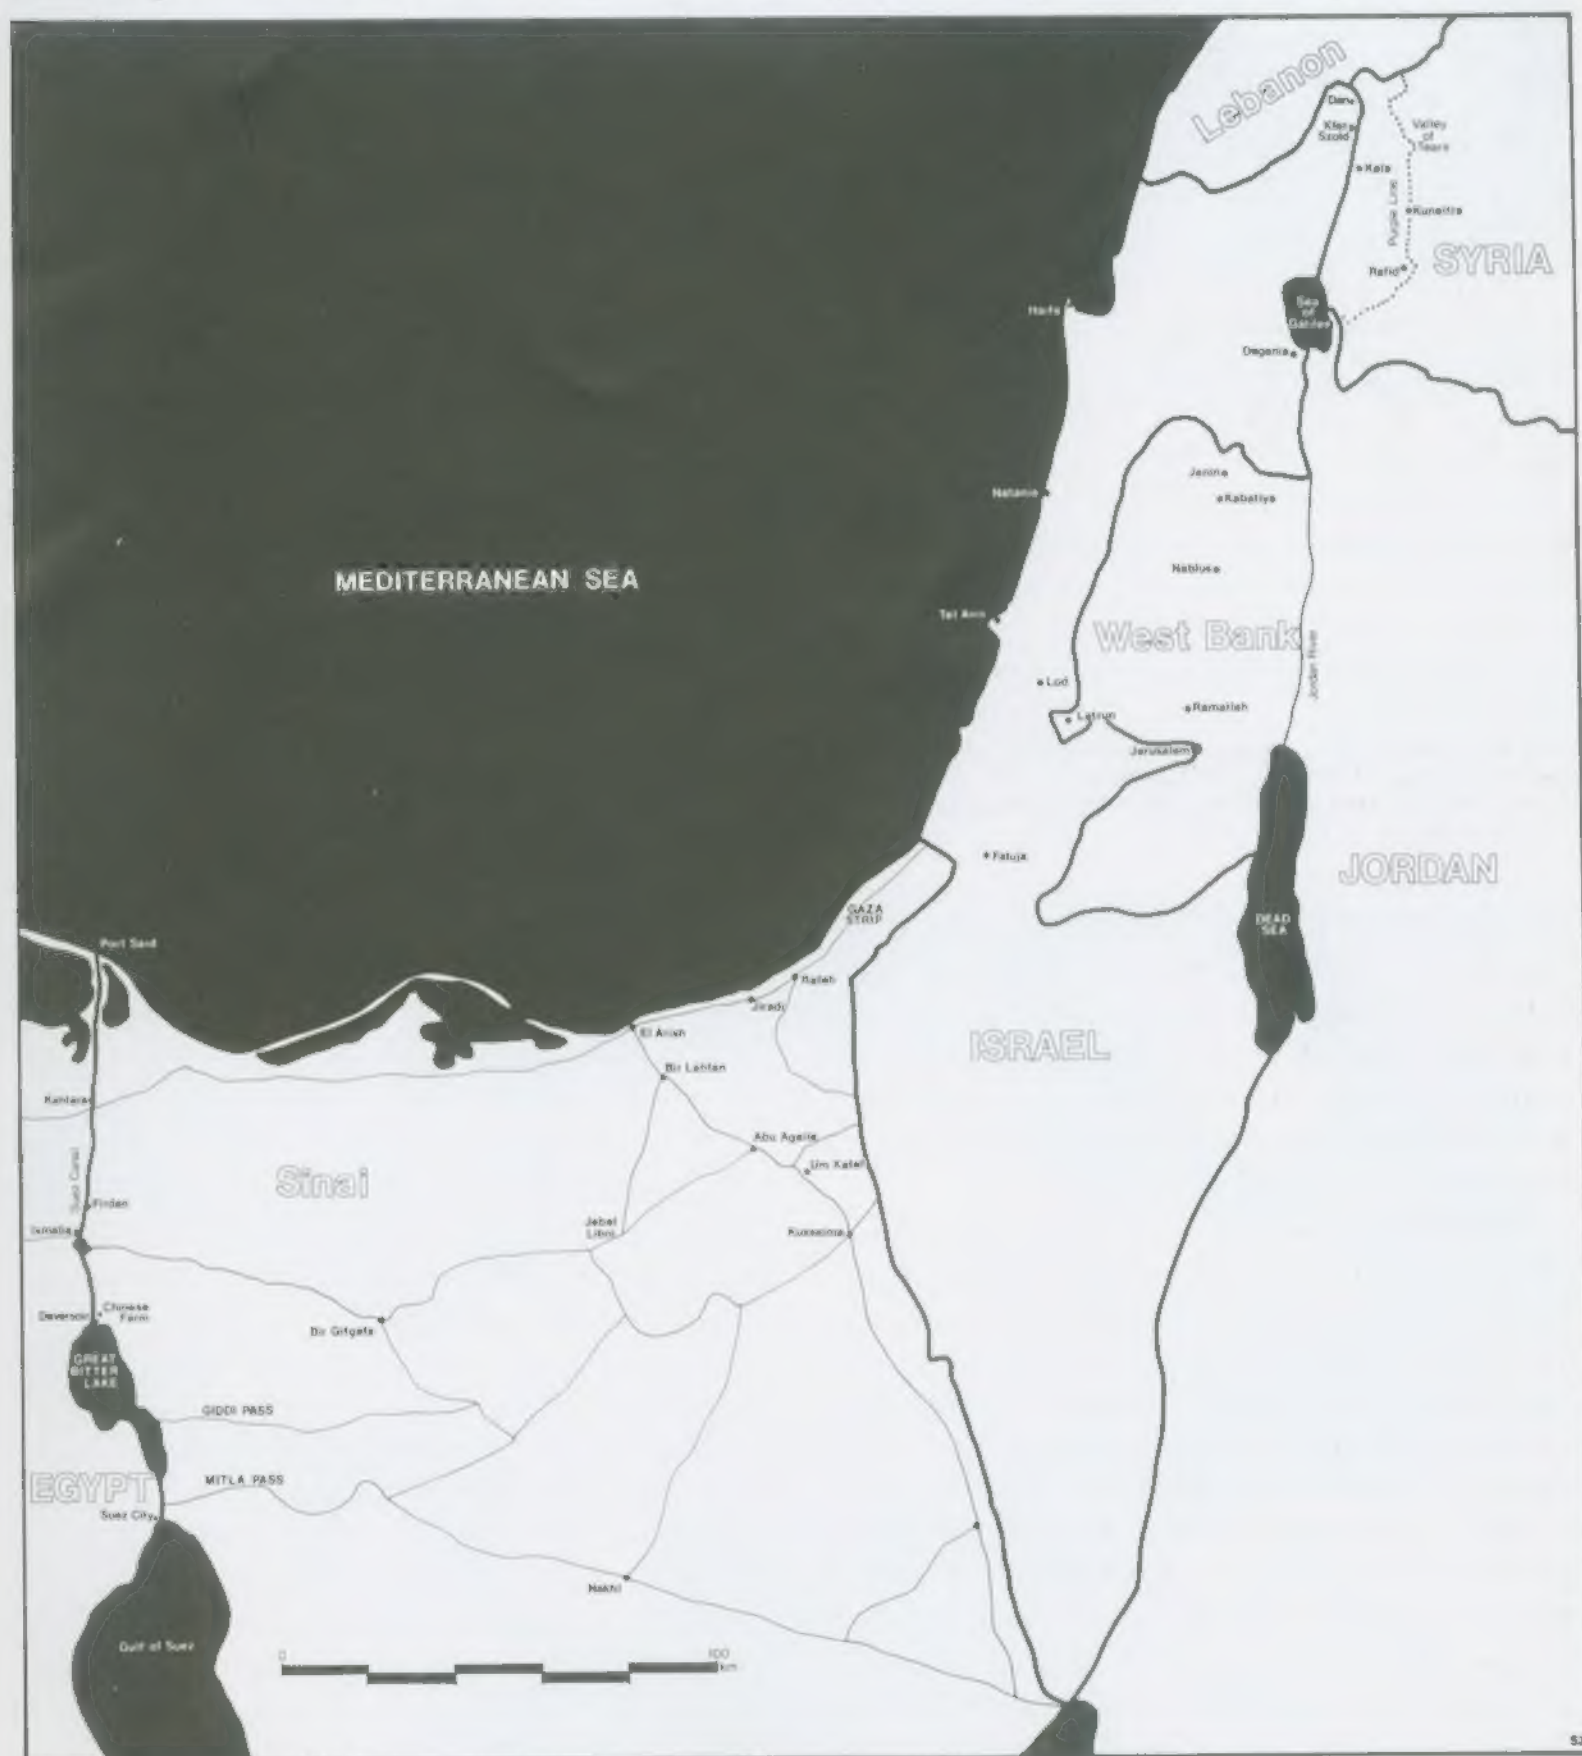 Lebanon
Dan
Kfar
Szold
Valley
of
Tears
Kala
Purple Line
Kuneitra
SYRIA
Rafid
Haifa
Sea
of
Galilee
Degania
Jenin
Kabatiya
Natania
Nablus
MEDITERRANEAN SEA
Tel Aviv
West Bank
Jordan River
Lod
Latrun
Ramallah
Jerusalem
Faluja
JORDAN
GAZA
STRIP
DEAD
SEA
Port Said
Rafah
Jiradi
El Arish
ISRAEL
Bir Lahfan
Kantara
Abu Ageila
Um Katef
Suez Canal
Sinai
Firdan
Ismailia
Jebel
Libni
Kusseima
Deversoir
Chinese
Farm
Bir Gifgafa
GREAT
BITTER
LAKE
GIDDI PASS
MITLA PASS
EGYPT
Suez City
Nakhl
Gulf of Suez
0
100
km